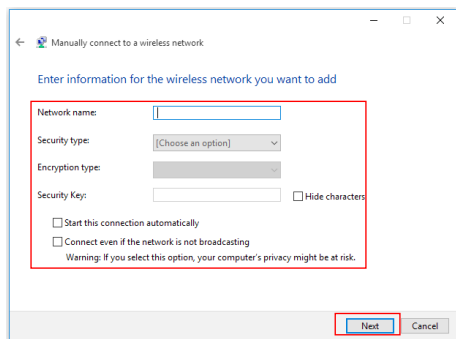 Manually connect to a wireless network
Enter information for the wireless network you want to add
Network name:
Security type: [Choose an option]
Encryption type:
Security Key: Hide characters
Start this connection automatically
Connect even if the network is not broadcasting
Warning: If you select this option, your computer's privacy might be at risk.
Next Cancel